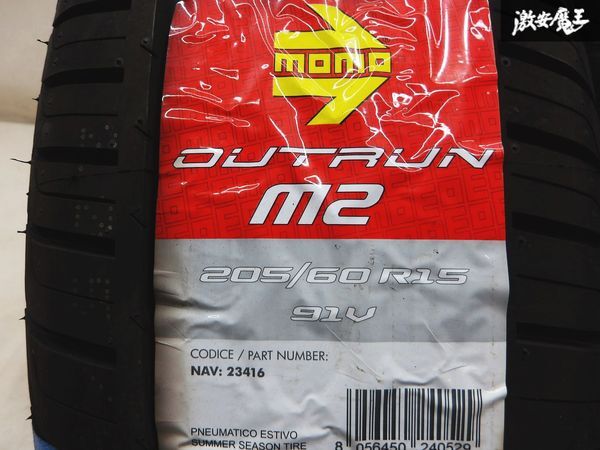 激安魔王
momo
OUTRUN
M2
205/60 R15
91V
CODICE / PART NUMBER:
NAV: 23416
PNEUMATICO ESTIVO
SUMMER SEASON TIRE
8 056450 240529